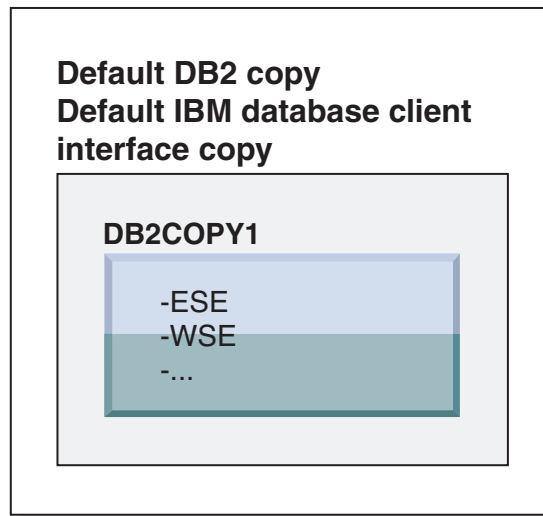 Default DB2 copy
Default IBM database client
interface copy
DB2COPY1
-ESE
-WSE
-...